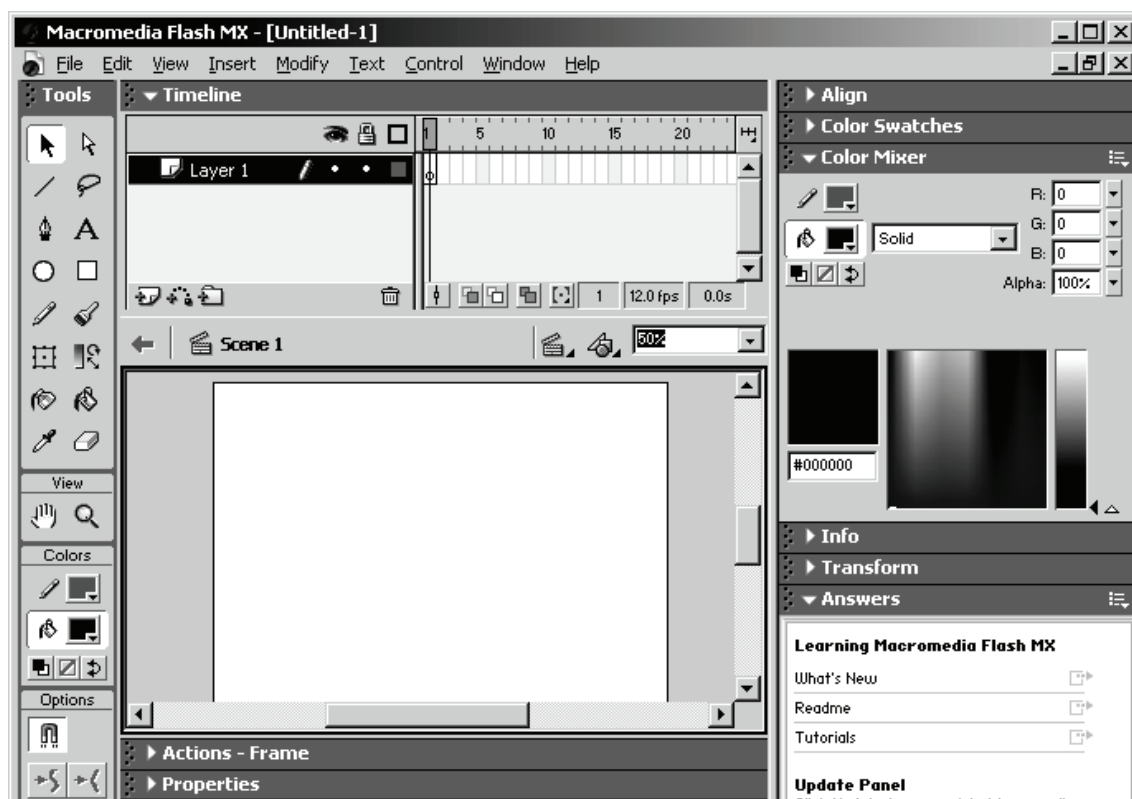 Macromedia Flash MX - [Untitled-1]
File Edit View Insert Modify Text Control Window Help
Tools
Timeline
1 5 10 15 20
Layer 1
1 12.0 fps 0.0s
Scene 1
50%
A
View
Colors
Options
Actions - Frame
Properties
Align
Color Swatches
Color Mixer
R: 0
Solid
G: 0
B: 0
Alpha: 100%
#000000
Info
Transform
Answers
Learning Macromedia Flash MX
What's New
Readme
Tutorials
Update Panel